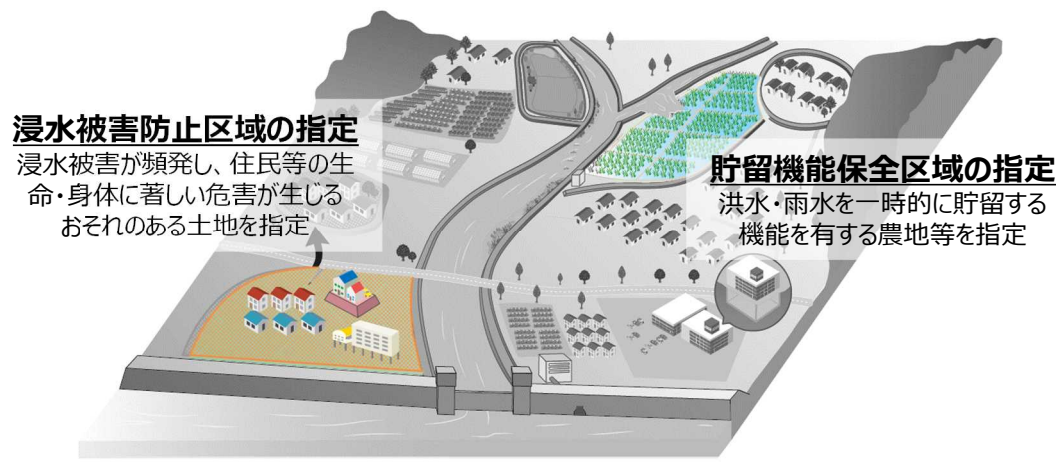 浸水被害防止区域の指定
浸水被害が頻発し、住民等の生
命・身体に著しい危害が生じる
おそれのある土地を指定
貯留機能保全区域の指定
洪水・雨水を一時的に貯留する
機能を有する農地等を指定